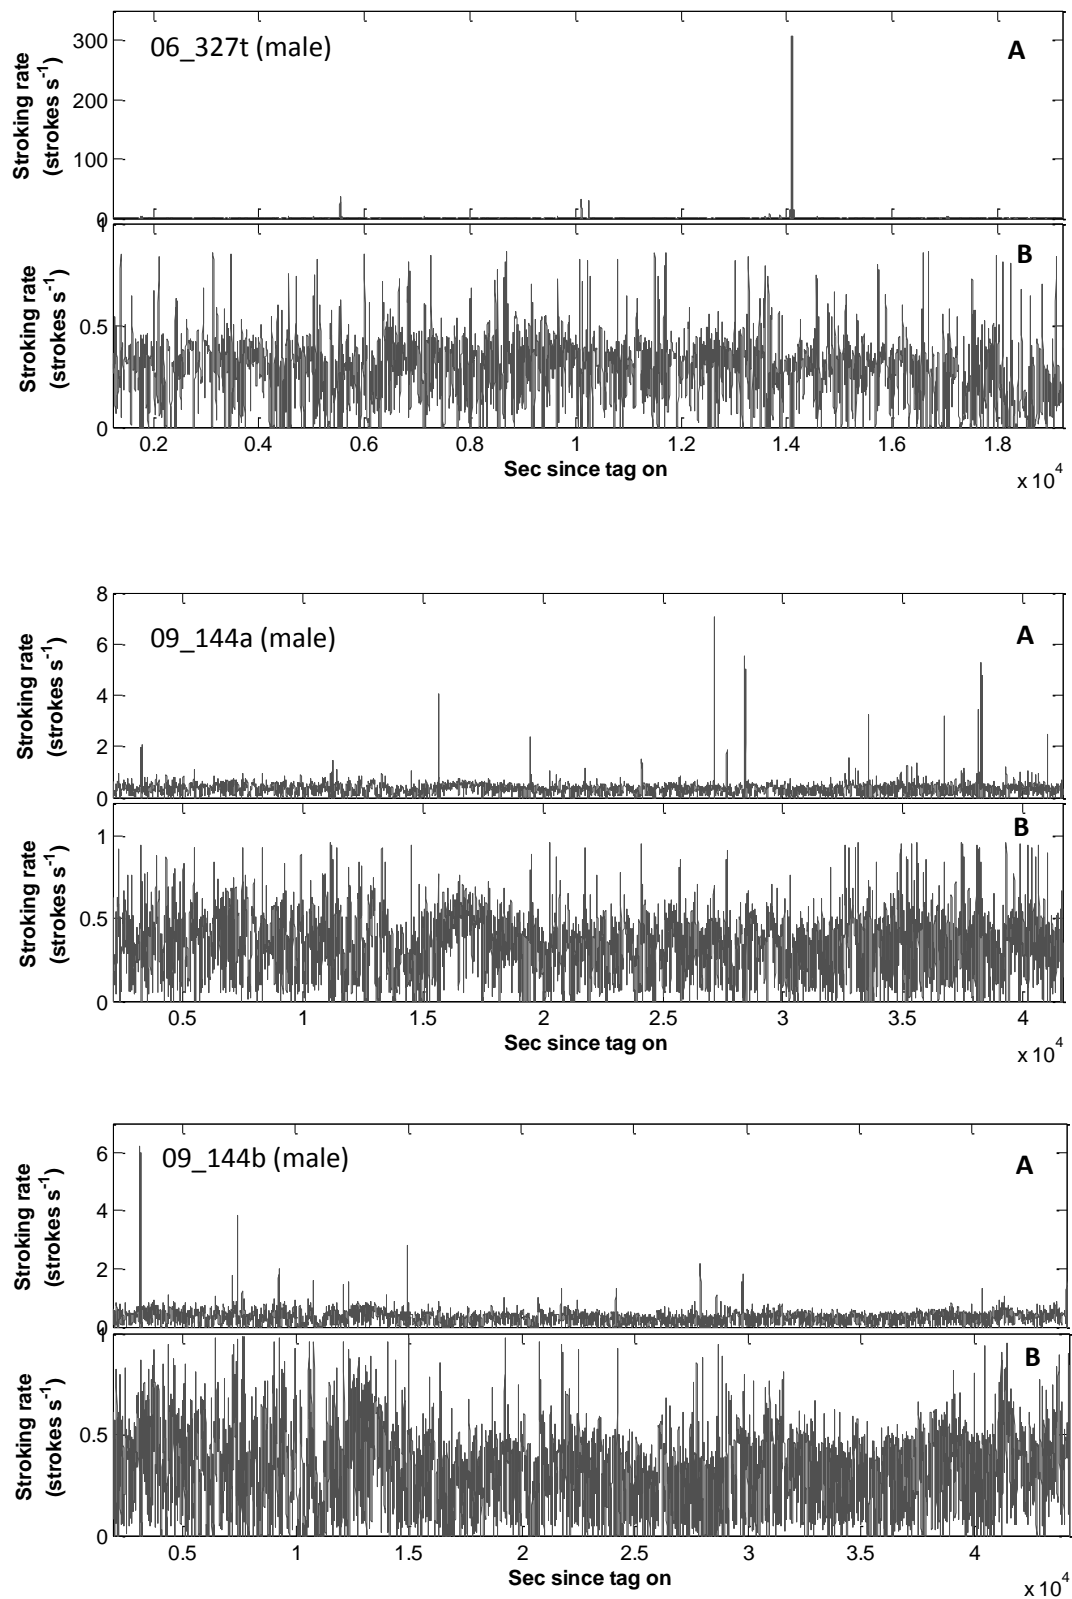 06_327t (male)
A
Stroking rate
(strokes s-1)
300
200
100
0
B
Stroking rate
(strokes s-1)
1
0.5
0
0.2 0.4 0.6 0.8 1 1.2 1.4 1.6 1.8
Sec since tag on
x 10^4
09_144a (male)
A
Stroking rate
(strokes s-1)
8
6
4
2
0
B
Stroking rate
(strokes s-1)
1
0.5
0
0.5 1 1.5 2 2.5 3 3.5 4
Sec since tag on
x 10^4
09_144b (male)
A
Stroking rate
(strokes s-1)
6
4
2
0
B
Stroking rate
(strokes s-1)
1
0.5
0
0.5 1 1.5 2 2.5 3 3.5 4
Sec since tag on
x 10^4